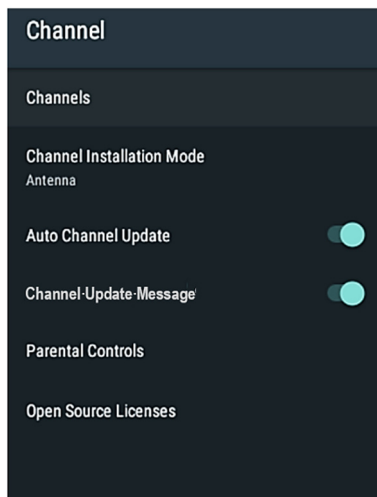 Channel
Channels
Channel Installation Mode
Antenna
Auto Channel Update
Channel·Update·Message
Parental Controls
Open Source Licenses